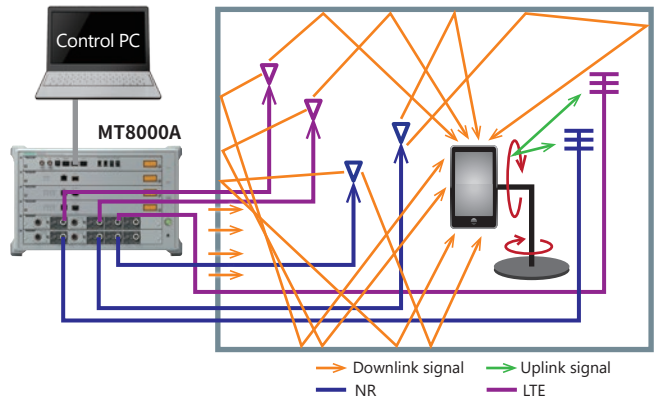 Control PC
MT8000A
Downlink signal
Uplink signal
NR
LTE